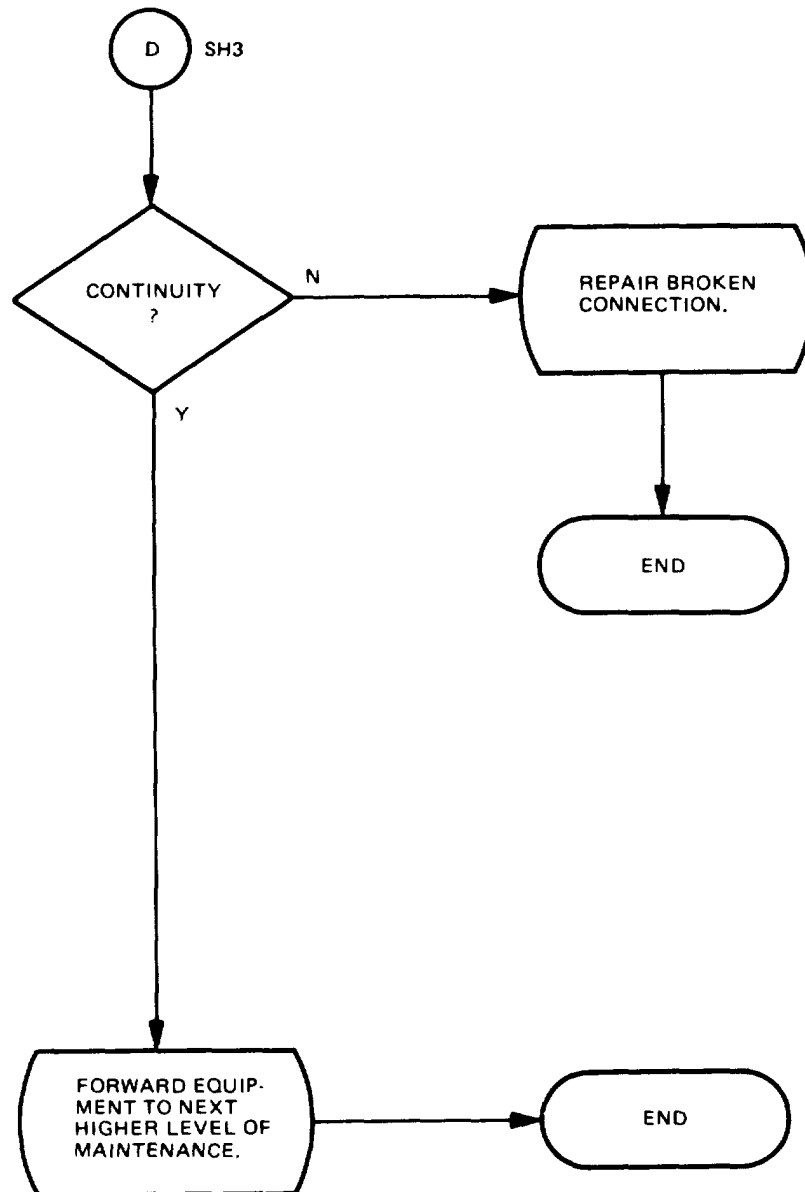 D SH3
CONTINUITY
?
N
REPAIR BROKEN
CONNECTION.
Y
END
FORWARD EQUIP-
MENT TO NEXT
HIGHER LEVEL OF
MAINTENANCE.
END